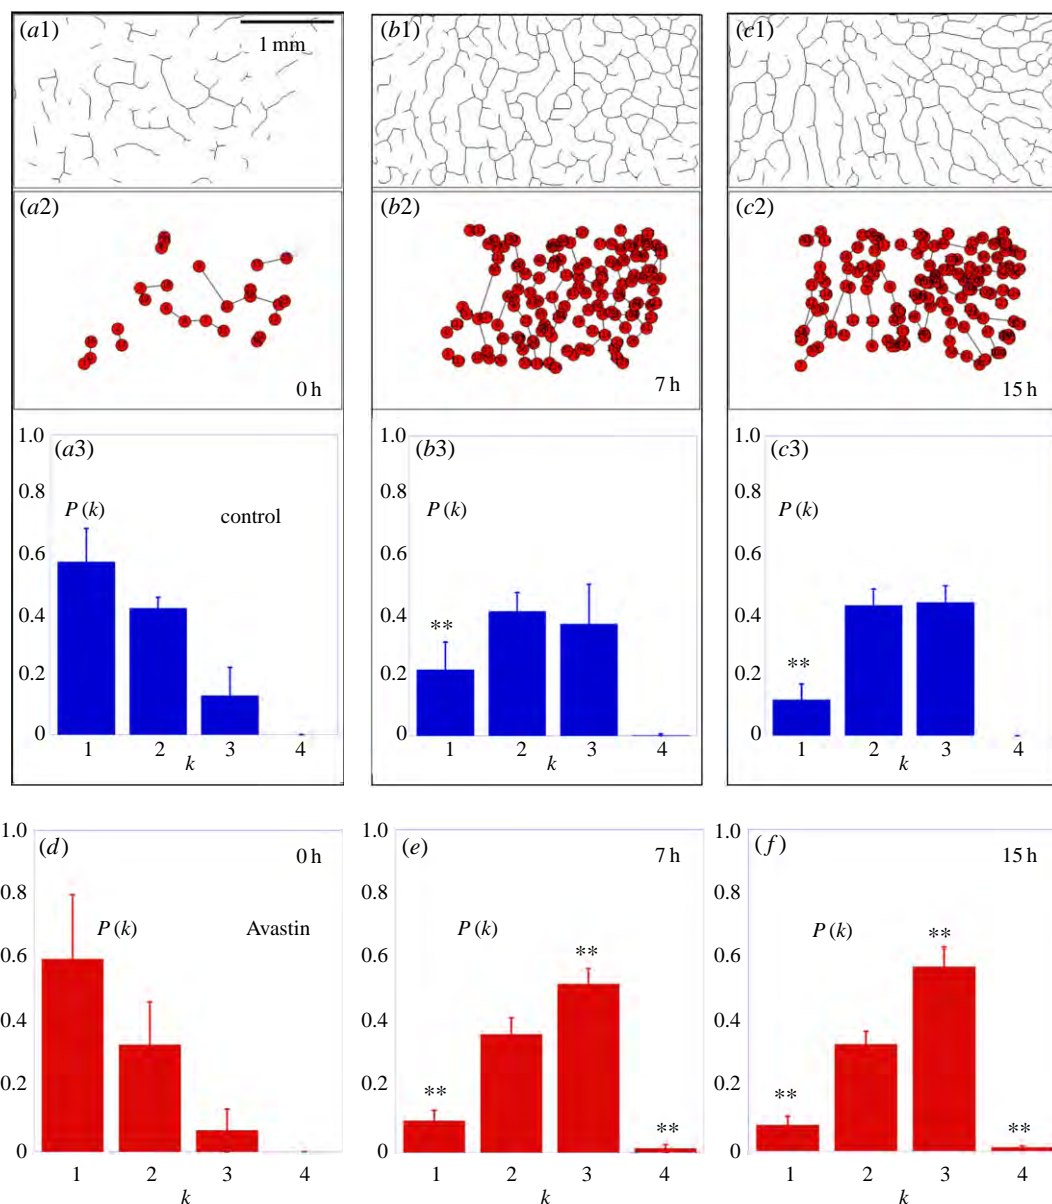 (a1)
1 mm
(b1)
(c1)
(a2)
0 h
(b2)
7 h
(c2)
15 h
1.0
0.8
0.6
0.4
0.2
0
(a3)
P (k)
control
1 2 3 4
k
1.0
0.8
0.6
0.4
0.2
0
(b3)
P (k)
**
1 2 3 4
k
1.0
0.8
0.6
0.4
0.2
0
(c3)
P (k)
**
1 2 3 4
k
1.0
0.8
0.6
0.4
0.2
0
(d)
0 h
P (k)
Avastin
1 2 3 4
k
1.0
0.8
0.6
0.4
0.2
0
(e)
7 h
P (k)
**
**
**
1 2 3 4
k
1.0
0.8
0.6
0.4
0.2
0
(f)
15 h
P (k)
**
**
**
1 2 3 4
k